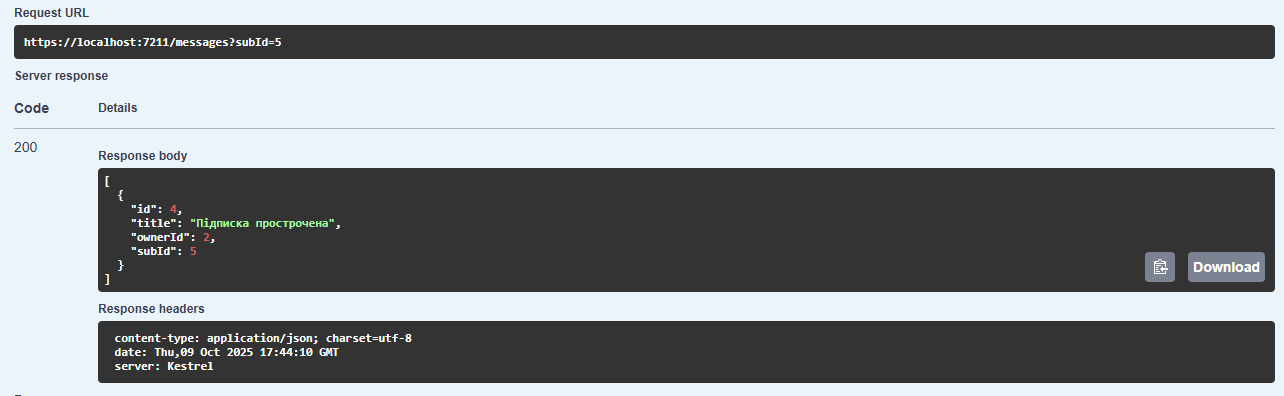 Request URL
https://localhost:7211/messages?subId=5
Server response
Code Details
200
Response body
[
  {
    "id": 4,
    "title": "Підписка прострочена",
    "ownerId": 2,
    "subId": 5
  }
]
Download
Response headers
content-type: application/json; charset=utf-8
date: Thu,09 Oct 2025 17:44:10 GMT
server: Kestrel